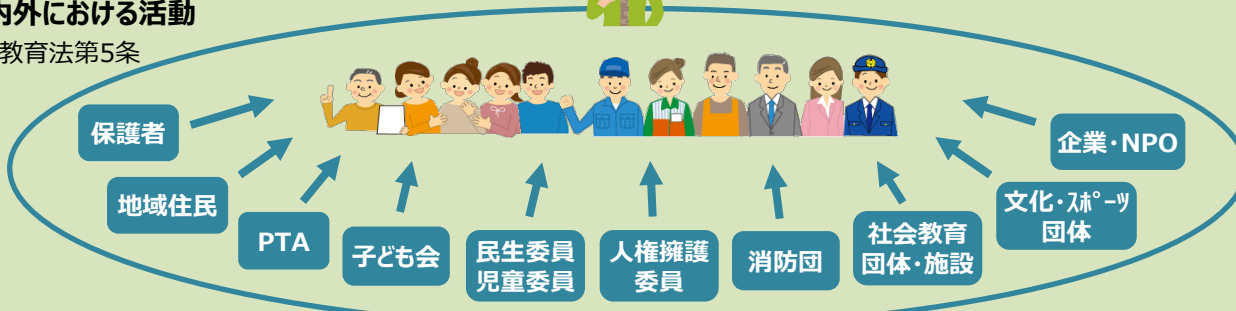 内外における活動
教育法第5条
保護者
地域住民
PTA
子ども会
民生委員
児童委員
人権擁護
委員
消防団
社会教育
団体・施設
文化・ｽﾎﾟｰﾂ
団体
企業・NPO